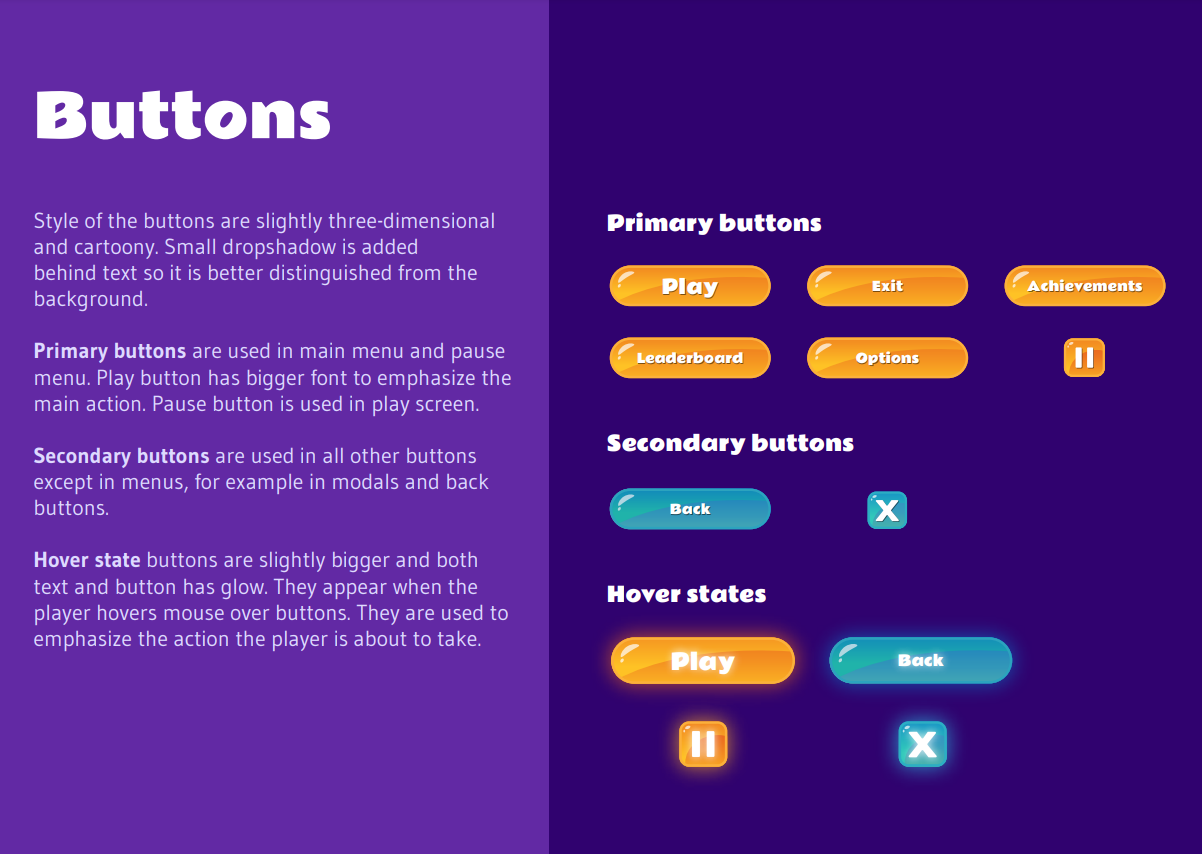 Buttons
Style of the buttons are slightly three-dimensional
and cartoony. Small dropshadow is added
behind text so it is better distinguished from the
background.
Primary buttons are used in main menu and pause
menu. Play button has bigger font to emphasize the
main action. Pause button is used in play screen.
Secondary buttons are used in all other buttons
except in menus, for example in modals and back
buttons.
Hover state buttons are slightly bigger and both
text and button has glow. They appear when the
player hovers mouse over buttons. They are used to
emphasize the action the player is about to take.
Primary buttons
Play Exit Achievements
Leaderboard Options
Secondary buttons
Back X
Hover states
Play Back
X